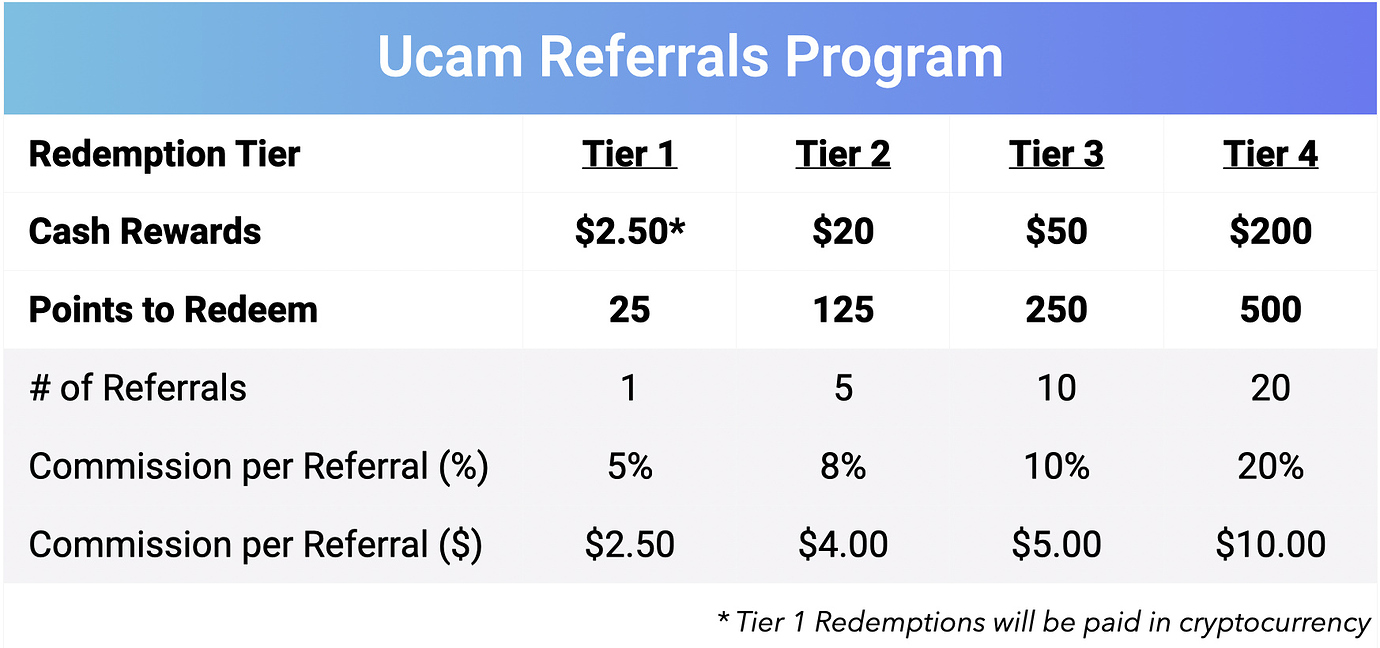 Ucam Referrals Program
Redemption Tier Tier 1 Tier 2 Tier 3 Tier 4
Cash Rewards $2.50* $20 $50 $200
Points to Redeem 25 125 250 500
# of Referrals 1 5 10 20
Commission per Referral (%) 5% 8% 10% 20%
Commission per Referral ($) $2.50 $4.00 $5.00 $10.00
* Tier 1 Redemptions will be paid in cryptocurrency